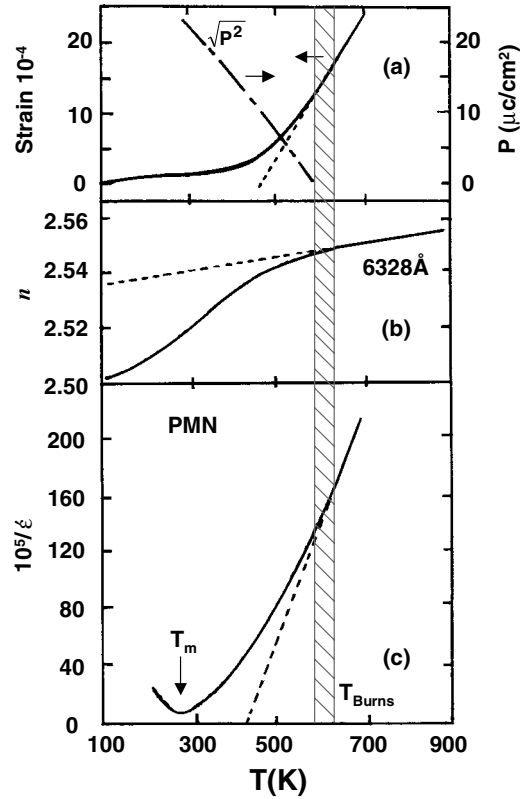 20 √P² 20
Strain 10⁻⁴ (a) P (μc/cm²)
10 10
0 0
2.56
2.54 6328Å
n
2.52 (b)
2.50
200 PMN
160
10⁵/έ
120
80 Tₘ
40 (c)
T_Burns
0
100 300 500 700 900
T(K)